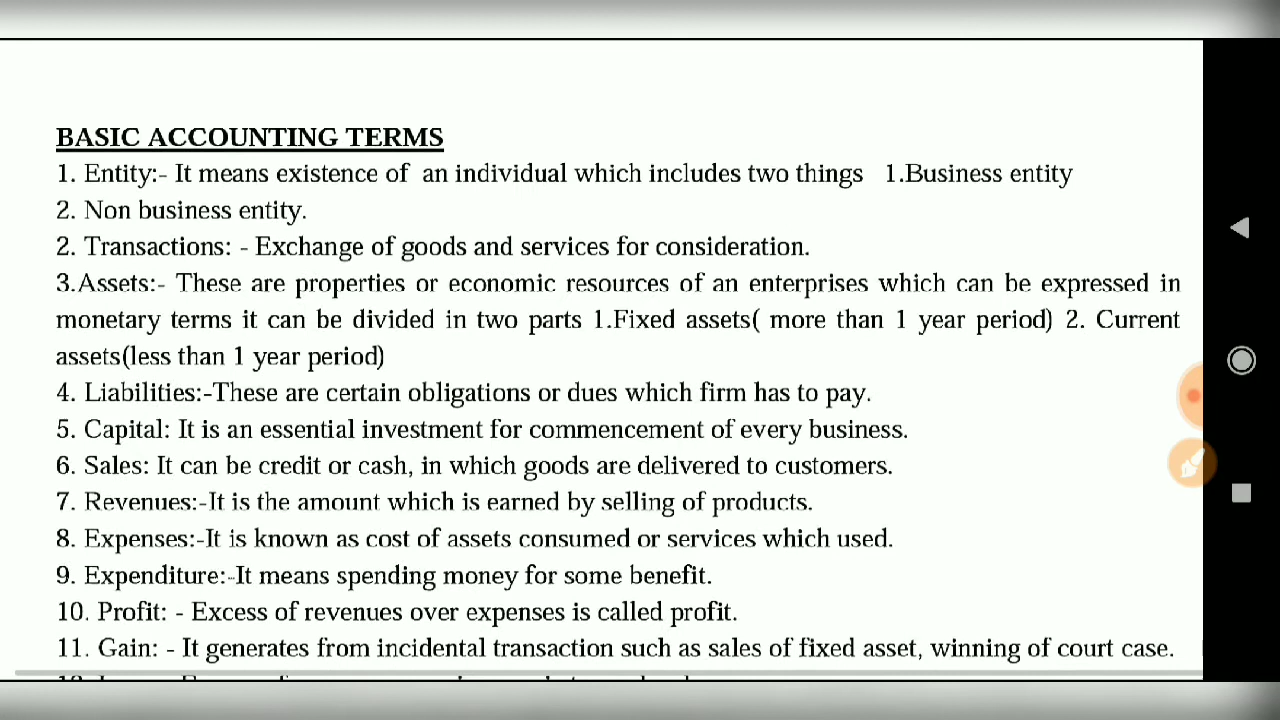 BASIC ACCOUNTING TERMS
1. Entity:- It means existence of an individual which includes two things 1.Business entity
2. Non business entity.
2. Transactions: - Exchange of goods and services for consideration.
3.Assets:- These are properties or economic resources of an enterprises which can be expressed in
monetary terms it can be divided in two parts 1.Fixed assets( more than 1 year period) 2. Current
assets(less than 1 year period)
4. Liabilities:-These are certain obligations or dues which firm has to pay.
5. Capital: It is an essential investment for commencement of every business.
6. Sales: It can be credit or cash, in which goods are delivered to customers.
7. Revenues:-It is the amount which is earned by selling of products.
8. Expenses:-It is known as cost of assets consumed or services which used.
9. Expenditure:-It means spending money for some benefit.
10. Profit: - Excess of revenues over expenses is called profit.
11. Gain: - It generates from incidental transaction such as sales of fixed asset, winning of court case.